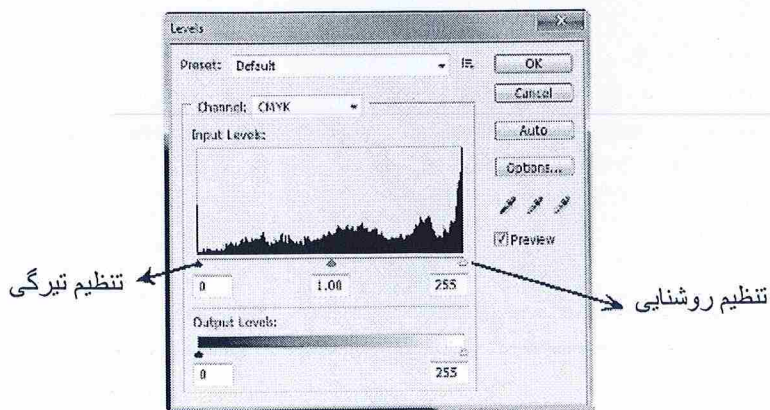 Levels
Preset: Default
OK
Cancel
Channel: CMYK
Auto
Input Levels:
Options...
Preview
تنظیم تیرگی
تنظیم روشنایی
0 1.00 255
Output Levels:
0 255